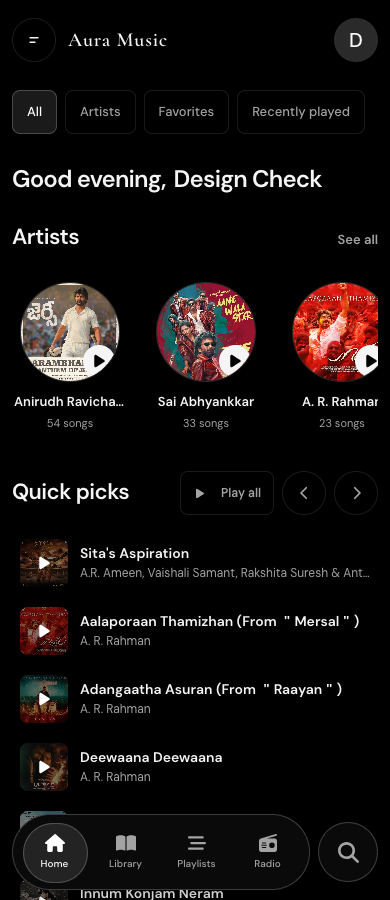 Aura Music
D
All
Artists
Favorites
Recently played
Good evening, Design Check
Artists
See all
జెర్సీ
AAME
WALA
STAR
Anirudh Ravicha...
54 songs
Sai Abhyankkar
33 songs
A. R. Rahman
23 songs
Quick picks
Play all
Sita's Aspiration
A.R. Ameen, Vaishali Samant, Rakshita Suresh & Ant...
Aalaporaan Thamizhan (From " Mersal " )
A. R. Rahman
Adangaatha Asuran (From " Raayan " )
A. R. Rahman
Deewaana Deewaana
A. R. Rahman
Home
Library
Playlists
Radio
Innum Konjam Neram